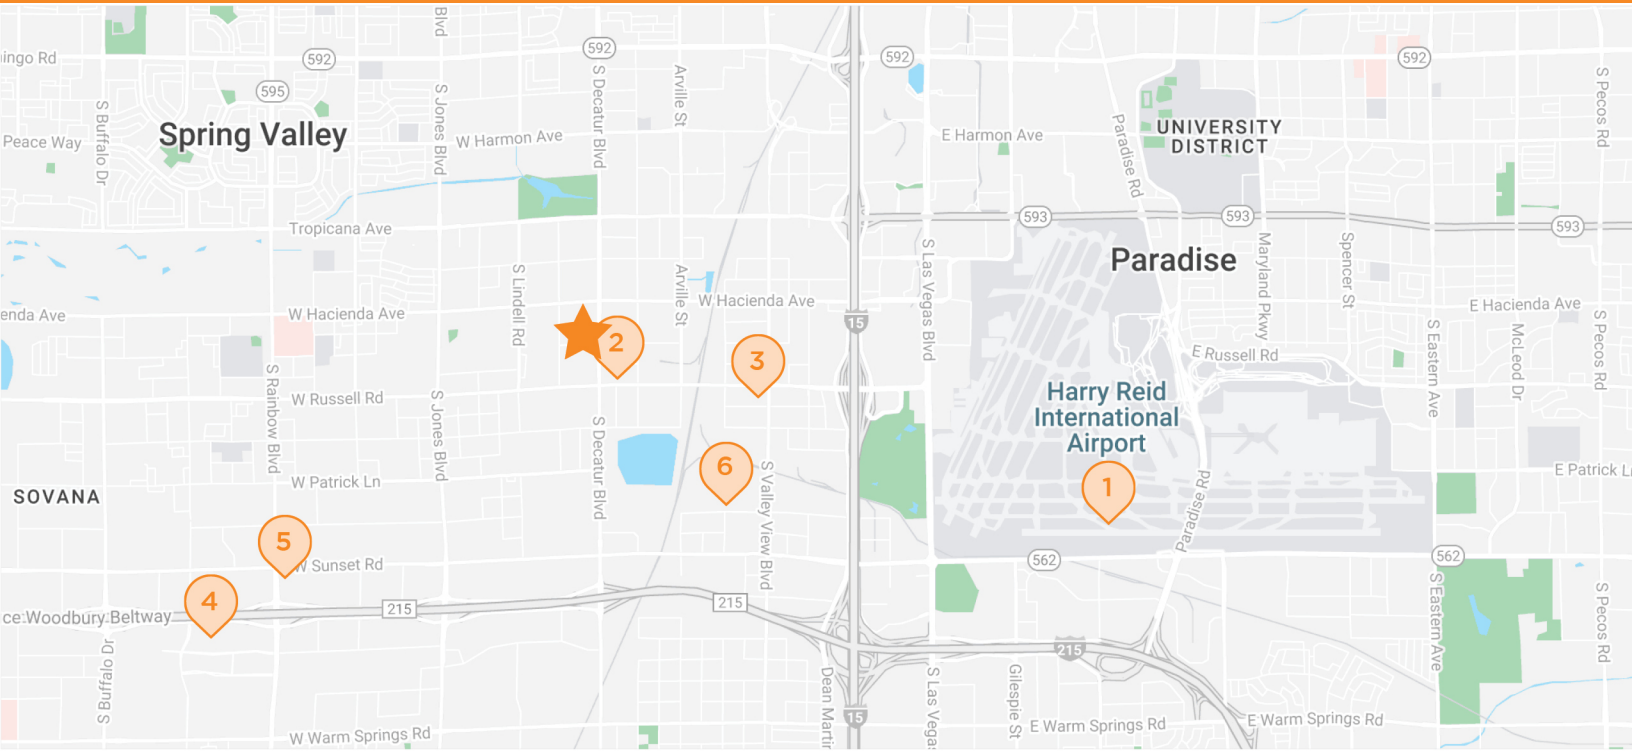 Blvd
592
592
592
ingo Rd
592
595
S Buffalo Dr
S Jones Blvd
S Decatur Blvd
Arville St
S Pecos Rd
Spring Valley
Peace Way
W Harmon Ave
E Harmon Ave
Paradise Rd
UNIVERSITY
DISTRICT
593
593
593
Tropicana Ave
S Lindell Rd
Arville St
S Las Vegas Blvd
Paradise
Maryland Pkwy
Spencer St
enda Ave
W Hacienda Ave
W Hacienda Ave
E Hacienda Ave
15
2
3
S Eastern Ave
McLeod Dr
S Pecos Rd
E Russell Rd
S Rainbow Blvd
W Russell Rd
S Jones Blvd
S Decatur Blvd
Harry Reid
International
Airport
6
S Valley View Blvd
1
Paradise Rd
E Patrick Ln
SOVANA
W Patrick Ln
5
W Sunset Rd
562
562
4
ce Woodbury Beltway
215
215
215
S Buffalo Dr
S Eastern Ave
S Pecos Rd
Dean Martin
S Las Vegas
Gilespie St
15
W Warm Springs Rd
E Warm Springs Rd
E Warm Springs Rd